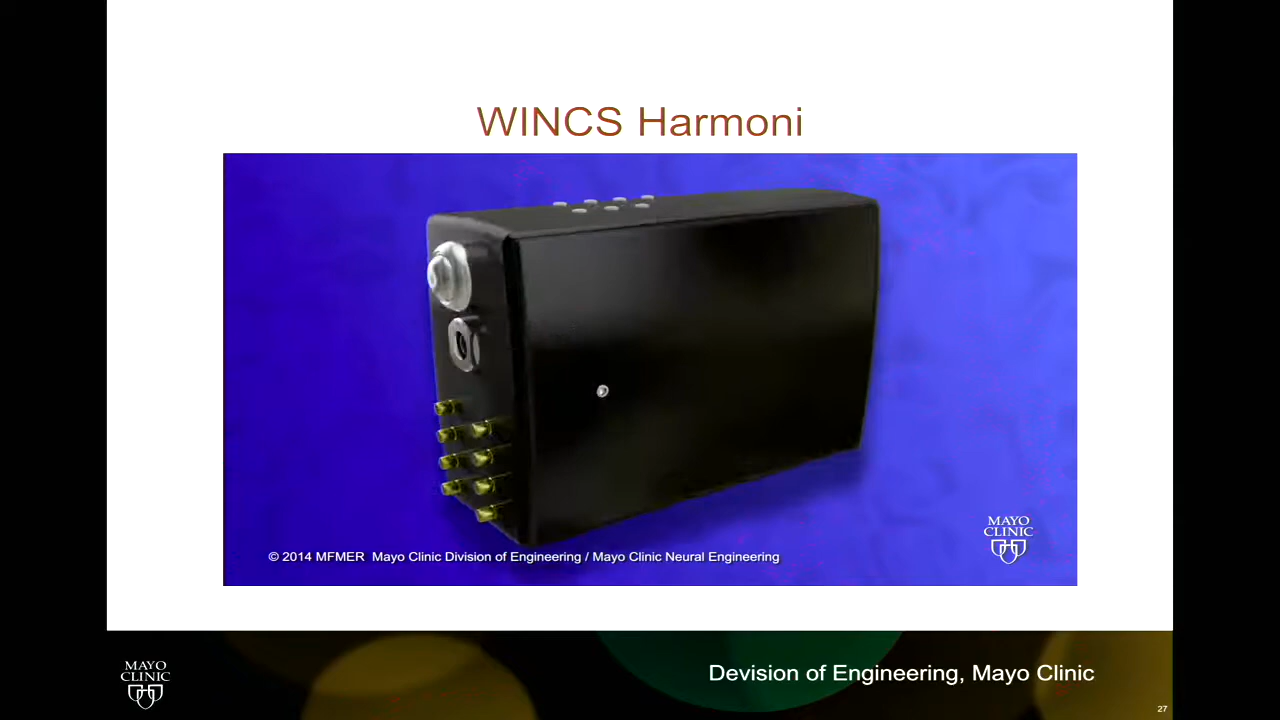 WINCS Harmoni
MAYO
CLINIC
© 2014 MFMER Mayo Clinic Division of Engineering / Mayo Clinic Neural Engineering
MAYO
CLINIC
Devision of Engineering, Mayo Clinic
27